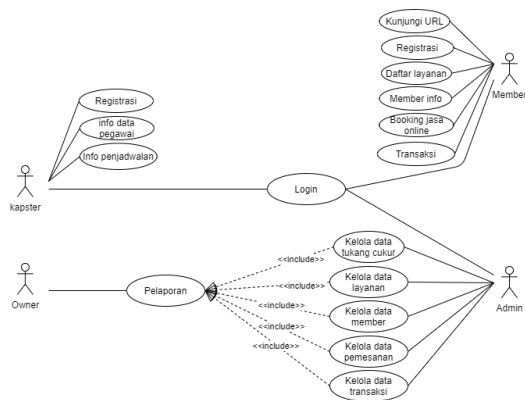 Kunjungi URL
Registrasi
Daftar layanan
Member info
Booking jasa
online
Transaksi
Member
Registrasi
info data
pegawai
Info penjadwalan
kapster
Login
Kelola data
tukang cukur
<<include>>
Kelola data
layanan
<<include>>
Kelola data
member
<<include>>
Kelola data
pemesanan
<<include>>
Kelola data
transaksi
<<include>>
Pelaporan
Owner
Admin